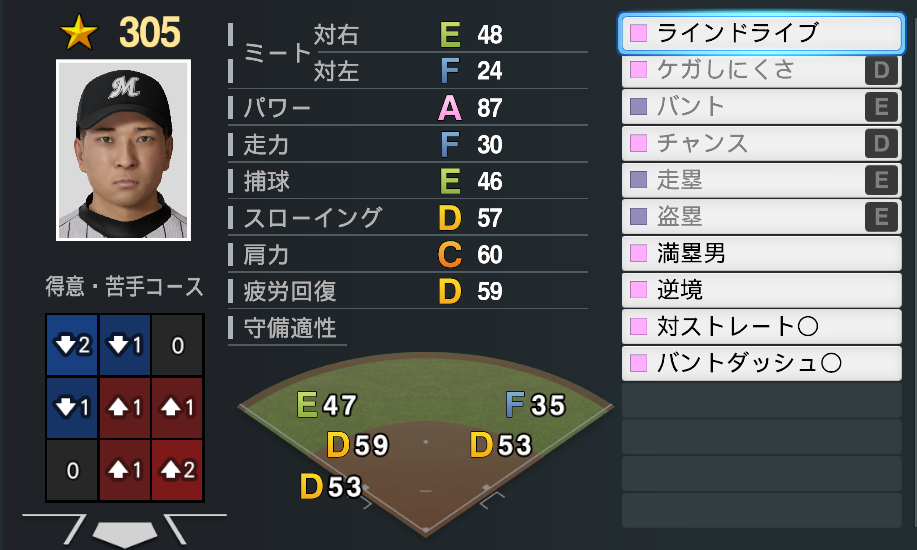 305
ミート
対右 E 48
対左 F 24
パワー A 87
走力 F 30
捕球 E 46
スローイング D 57
肩力 C 60
疲労回復 D 59
守備適性
M
得意・苦手コース
2 1 0
1 1 1
0 1 2
E 47 F 35
D 59 D 53
D 53
ラインドライブ
ケガしにくさ D
バント E
チャンス D
走塁 E
盗塁 E
満塁男
逆境
対ストレート○
バントダッシュ○